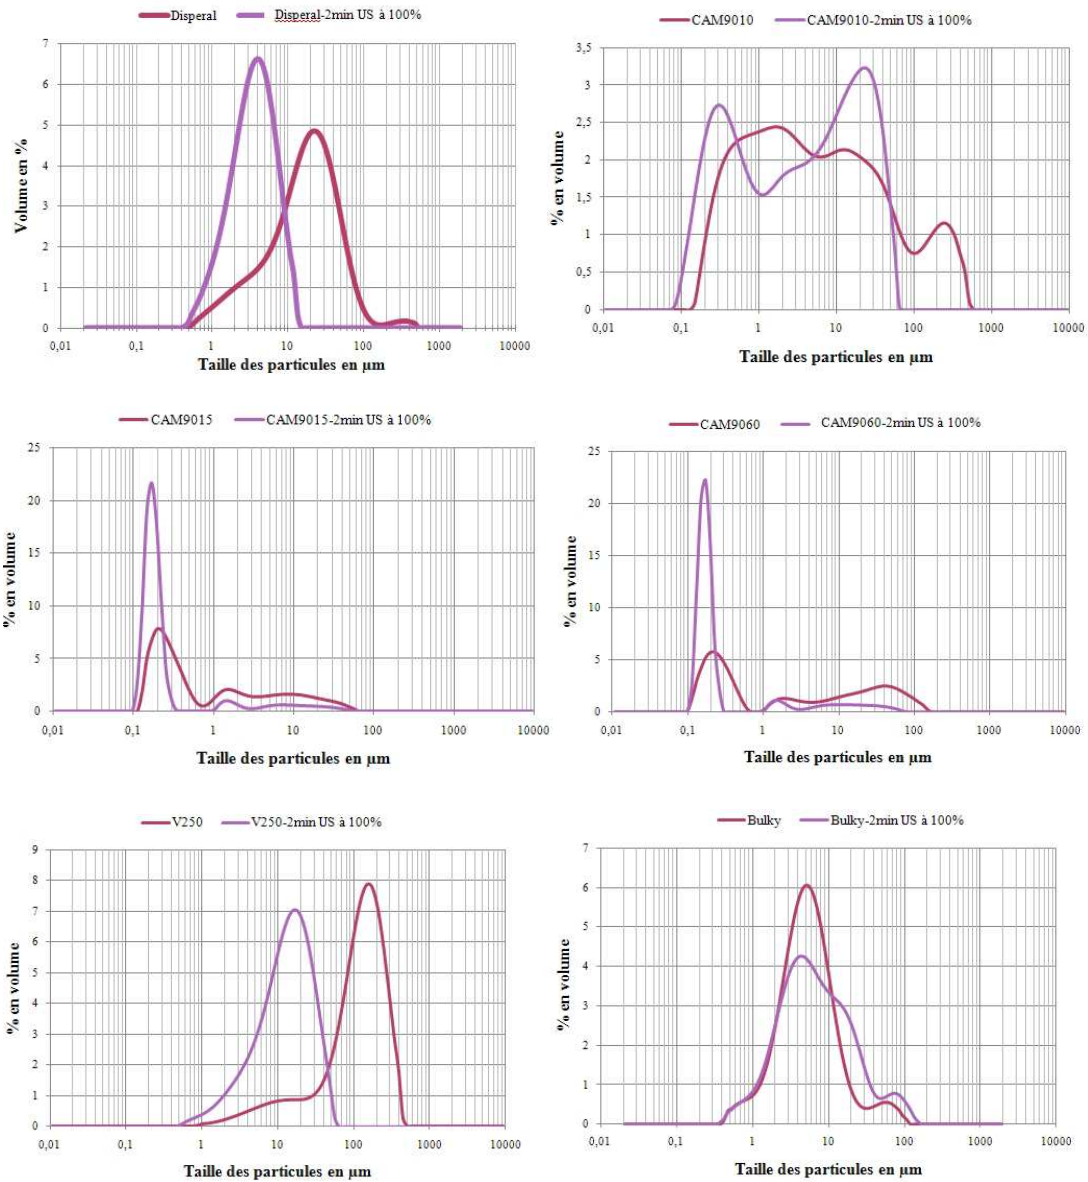 Disperal Disperal-2min US à 100%
Volume en %
7
6
5
4
3
2
1
0
0,01 0,1 1 10 100 1000 10000
Taille des particules en µm
CAM9010 CAM9010-2min US à 100%
% en volume
3,5
3
2,5
2
1,5
1
0,5
0
0,01 0,1 1 10 100 1000 10000
Taille des particules en µm
CAM9015 CAM9015-2min US à 100%
% en volume
25
20
15
10
5
0
0,01 0,1 1 10 100 1000 10000
Taille des particules en µm
CAM9060 CAM9060-2min US à 100%
% en volume
25
20
15
10
5
0
0,01 0,1 1 10 100 1000 10000
Taille des particules en µm
V250 V250-2min US à 100%
% en volume
9
8
7
6
5
4
3
2
1
0
0,01 0,1 1 10 100 1000 10000
Taille des particules en µm
Bulky Bulky-2min US à 100%
% en volume
7
6
5
4
3
2
1
0
0,01 0,1 1 10 100 1000 10000
Taille des particules en µm